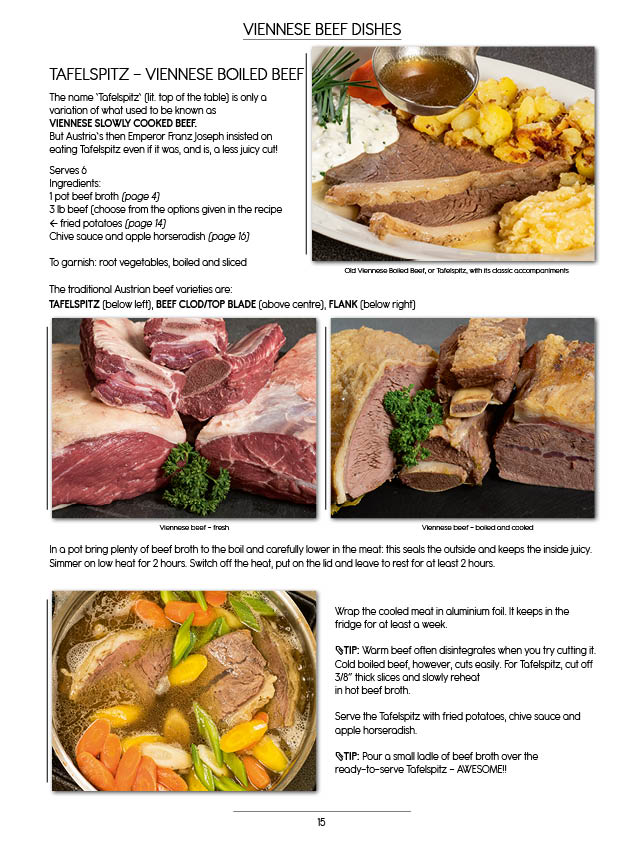 VIENNESE BEEF DISHES
TAFELSPITZ – VIENNESE BOILED BEEF
The name `Tafelspitz` (lit. top of the table) is only a
variation of what used to be known as
VIENNESE SLOWLY COOKED BEEF.
But Austria`s then Emperor Franz Joseph insisted on
eating Tafelspitz even if it was, and is, a less juicy cut!
Serves 6
Ingredients:
1 pot beef broth (page 4)
3 lb beef (choose from the options given in the recipe
← fried potatoes (page 14)
Chive sauce and apple horseradish (page 16)
To garnish: root vegetables, boiled and sliced
Old Viennese Boiled Beef, or Tafelspitz, with its classic accompaniments
The traditional Austrian beef varieties are:
TAFELSPITZ (below left), BEEF CLOD/TOP BLADE (above centre), FLANK (below right)
Viennese beef – fresh
Viennese beef – boiled and cooled
In a pot bring plenty of beef broth to the boil and carefully lower in the meat: this seals the outside and keeps the inside juicy.
Simmer on low heat for 2 hours. Switch off the heat, put on the lid and leave to rest for at least 2 hours.
Wrap the cooled meat in aluminium foil. It keeps in the
fridge for at least a week.
✎TIP: Warm beef often disintegrates when you try cutting it.
Cold boiled beef, however, cuts easily. For Tafelspitz, cut off
3/8" thick slices and slowly reheat
in hot beef broth.
Serve the Tafelspitz with fried potatoes, chive sauce and
apple horseradish.
✎TIP: Pour a small ladle of beef broth over the
ready-to-serve Tafelspitz – AWESOME!!
15